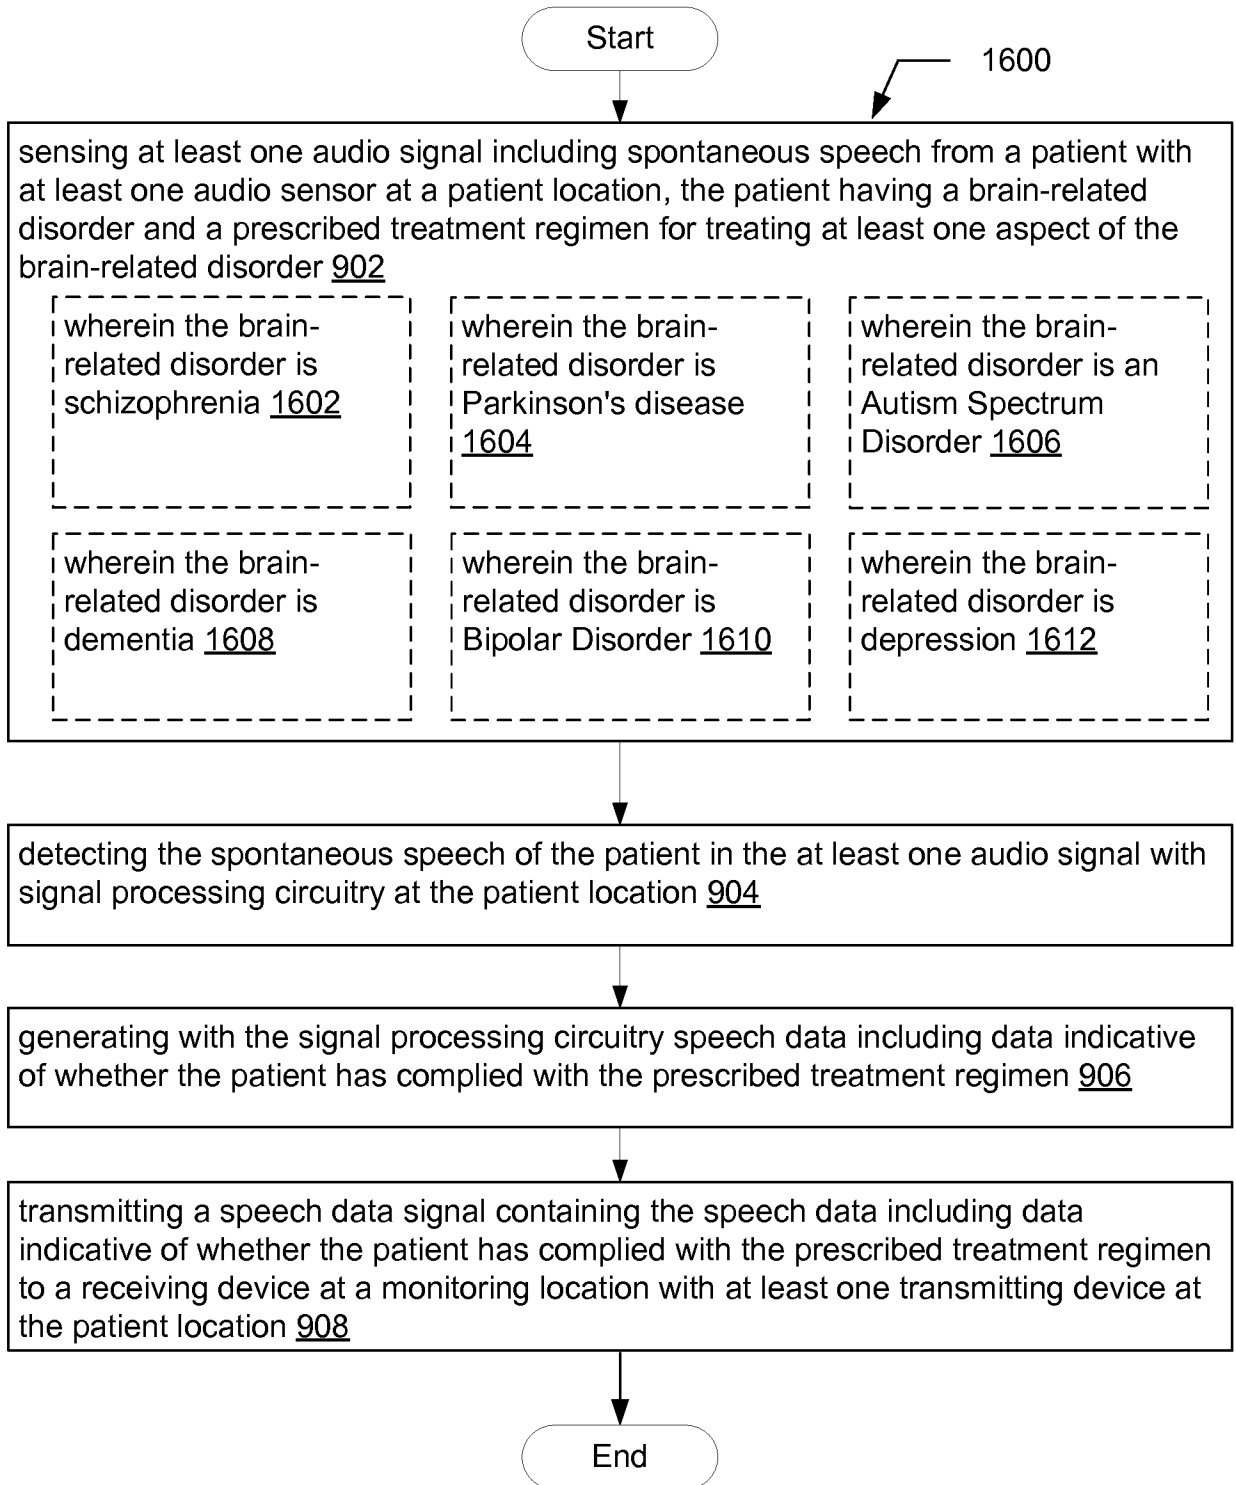 Start
1600
sensing at least one audio signal including spontaneous speech from a patient with
at least one audio sensor at a patient location, the patient having a brain-related
disorder and a prescribed treatment regimen for treating at least one aspect of the
brain-related disorder 902
wherein the brain-
related disorder is
schizophrenia 1602
wherein the brain-
related disorder is
Parkinson's disease
1604
wherein the brain-
related disorder is an
Autism Spectrum
Disorder 1606
wherein the brain-
related disorder is
dementia 1608
wherein the brain-
related disorder is
Bipolar Disorder 1610
wherein the brain-
related disorder is
depression 1612
detecting the spontaneous speech of the patient in the at least one audio signal with
signal processing circuitry at the patient location 904
generating with the signal processing circuitry speech data including data indicative
of whether the patient has complied with the prescribed treatment regimen 906
transmitting a speech data signal containing the speech data including data
indicative of whether the patient has complied with the prescribed treatment regimen
to a receiving device at a monitoring location with at least one transmitting device at
the patient location 908
End